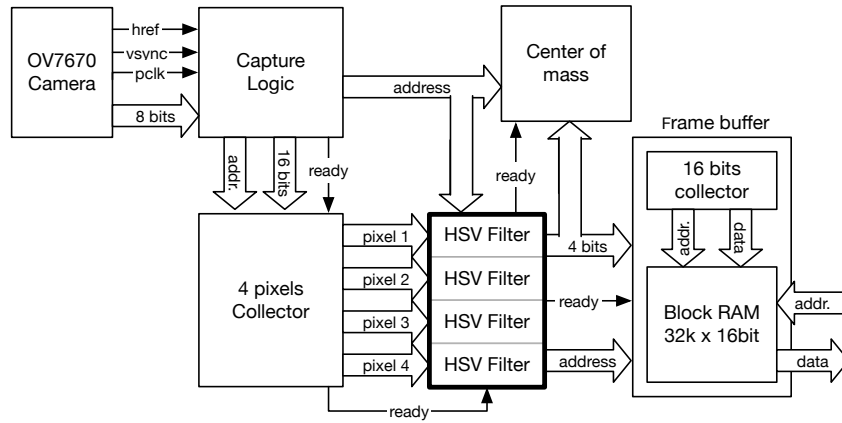 OV7670
Camera
href
vsync
pclk
8 bits
Capture
Logic
address
Center of
mass
addr.
16 bits
ready
ready
Frame buffer
16 bits
collector
addr.
data
4 pixels
Collector
pixel 1
pixel 2
pixel 3
pixel 4
HSV Filter
HSV Filter
HSV Filter
HSV Filter
4 bits
ready
address
Block RAM
32k x 16bit
addr.
data
ready